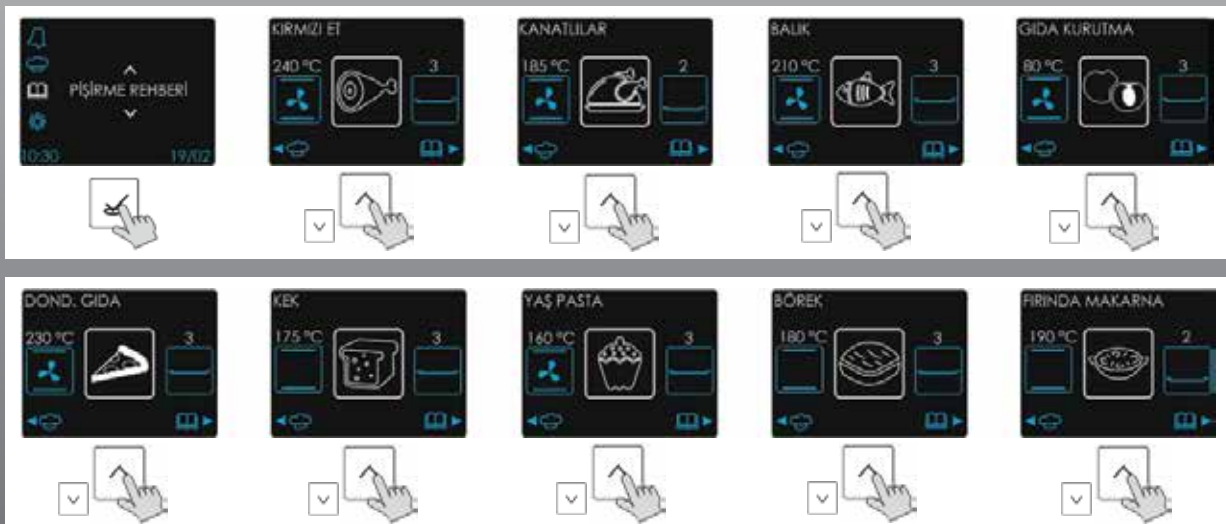 PİŞİRME REHBERİ
10:30 19/02
KIRMIZI ET
240 °C 3
KANATLILAR
185 °C 2
BALIK
210 °C 3
GIDA KURUTMA
80 °C 3
DOND. GIDA
230 °C 3
KEK
175 °C 3
YAŞ PASTA
160 °C 3
BÖREK
180 °C 3
FIRINDA MAKARNA
190 °C 2